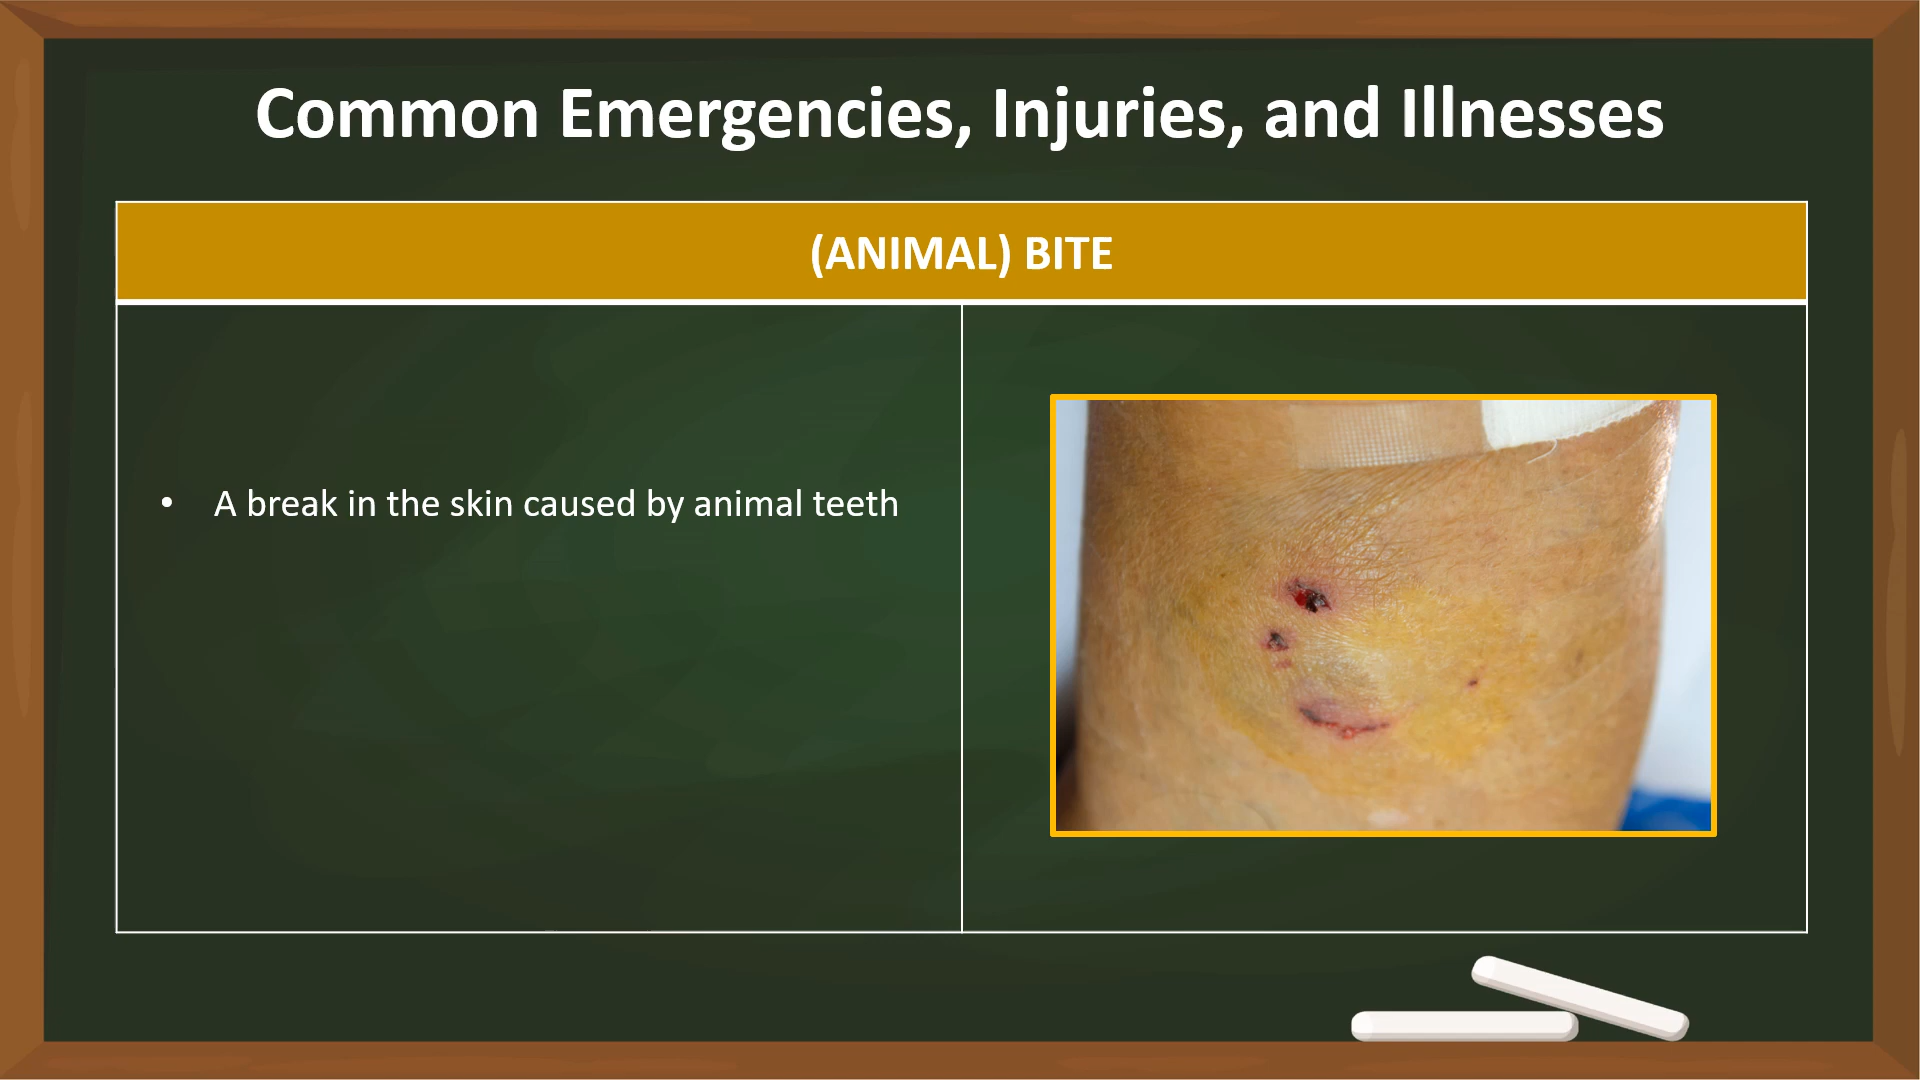 Common Emergencies, Injuries, and Illnesses
(ANIMAL) BITE
• A break in the skin caused by animal teeth